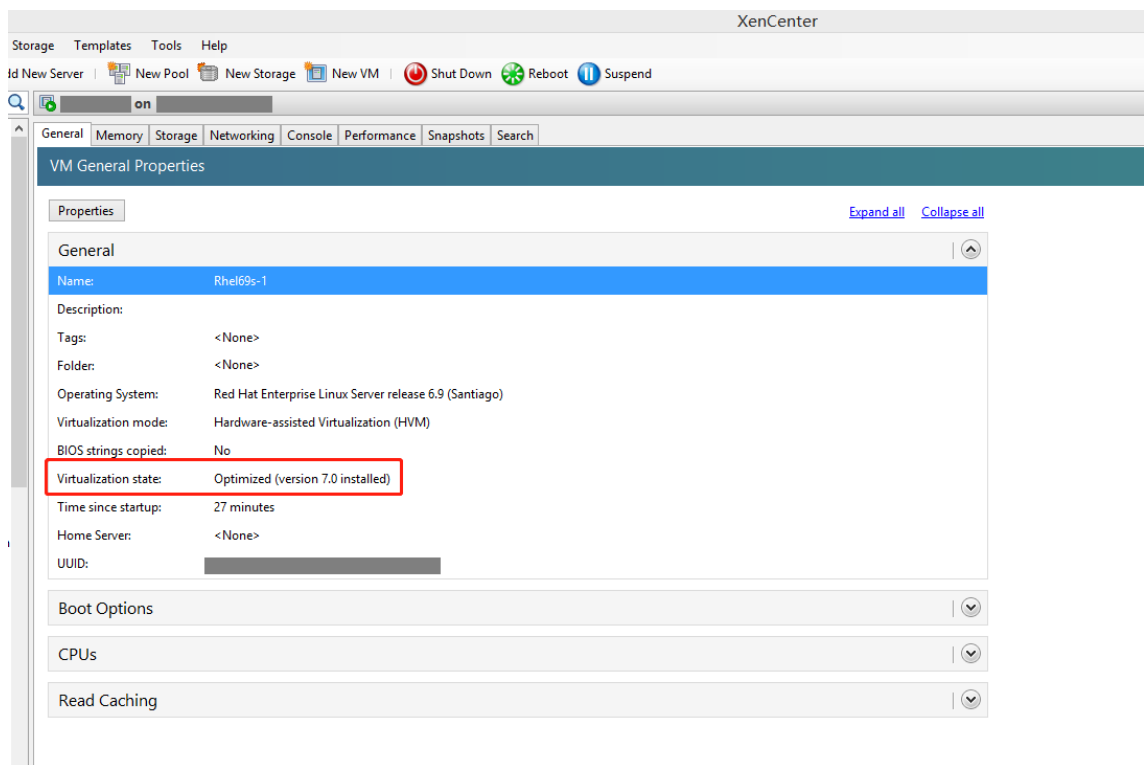 XenCenter
Storage Templates Tools Help
dd New Server New Pool New Storage New VM Shut Down Reboot Suspend
on
General Memory Storage Networking Console Performance Snapshots Search
VM General Properties
Properties Expand all Collapse all
General
Name: Rhel69s-1
Description:
Tags: <None>
Folder: <None>
Operating System: Red Hat Enterprise Linux Server release 6.9 (Santiago)
Virtualization mode: Hardware-assisted Virtualization (HVM)
BIOS strings copied: No
Virtualization state: Optimized (version 7.0 installed)
Time since startup: 27 minutes
Home Server: <None>
UUID:
Boot Options
CPUs
Read Caching